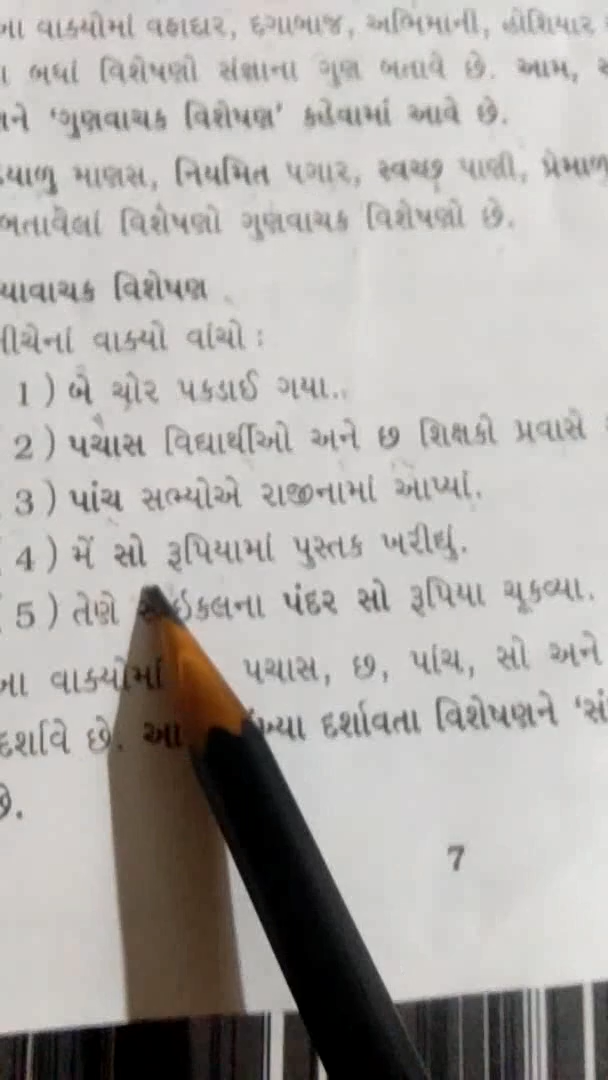 આ વાક્યોમાં વફાદાર, દગાબાજ, અભિમાની, હોશિયાર
બધાં વિશેષણો સંજ્ઞાના ગુણ બતાવે છે. આમ,
'ગુણવાચક વિશેષણ' કહેવામાં આવે છે.
માણસ, નિયમિત પગાર, સ્વચ્છ પાણી,
બતાવેલાં વિશેષણો ગુણવાચક વિશેષણો છે.
વિશેષણ
વાક્યો વાંચો :
1) બે ચોર પકડાઈ ગયા.
2) પચાસ વિદ્યાર્થીઓ અને છ શિક્ષકો પ્રવાસે
3) પાંચ સભ્યોએ રાજીનામાં આપ્યાં.
4) મેં સો રૂપિયામાં પુસ્તક ખરીદ્યું.
5) તેણે સાઇકલના પંદર સો રૂપિયા ચૂકવ્યા.
આ વાક્યોમાં પચાસ, છ, પાંચ, સો અને
દર્શાવે છે. આ દર્શાવતા વિશેષણને
છે.
7